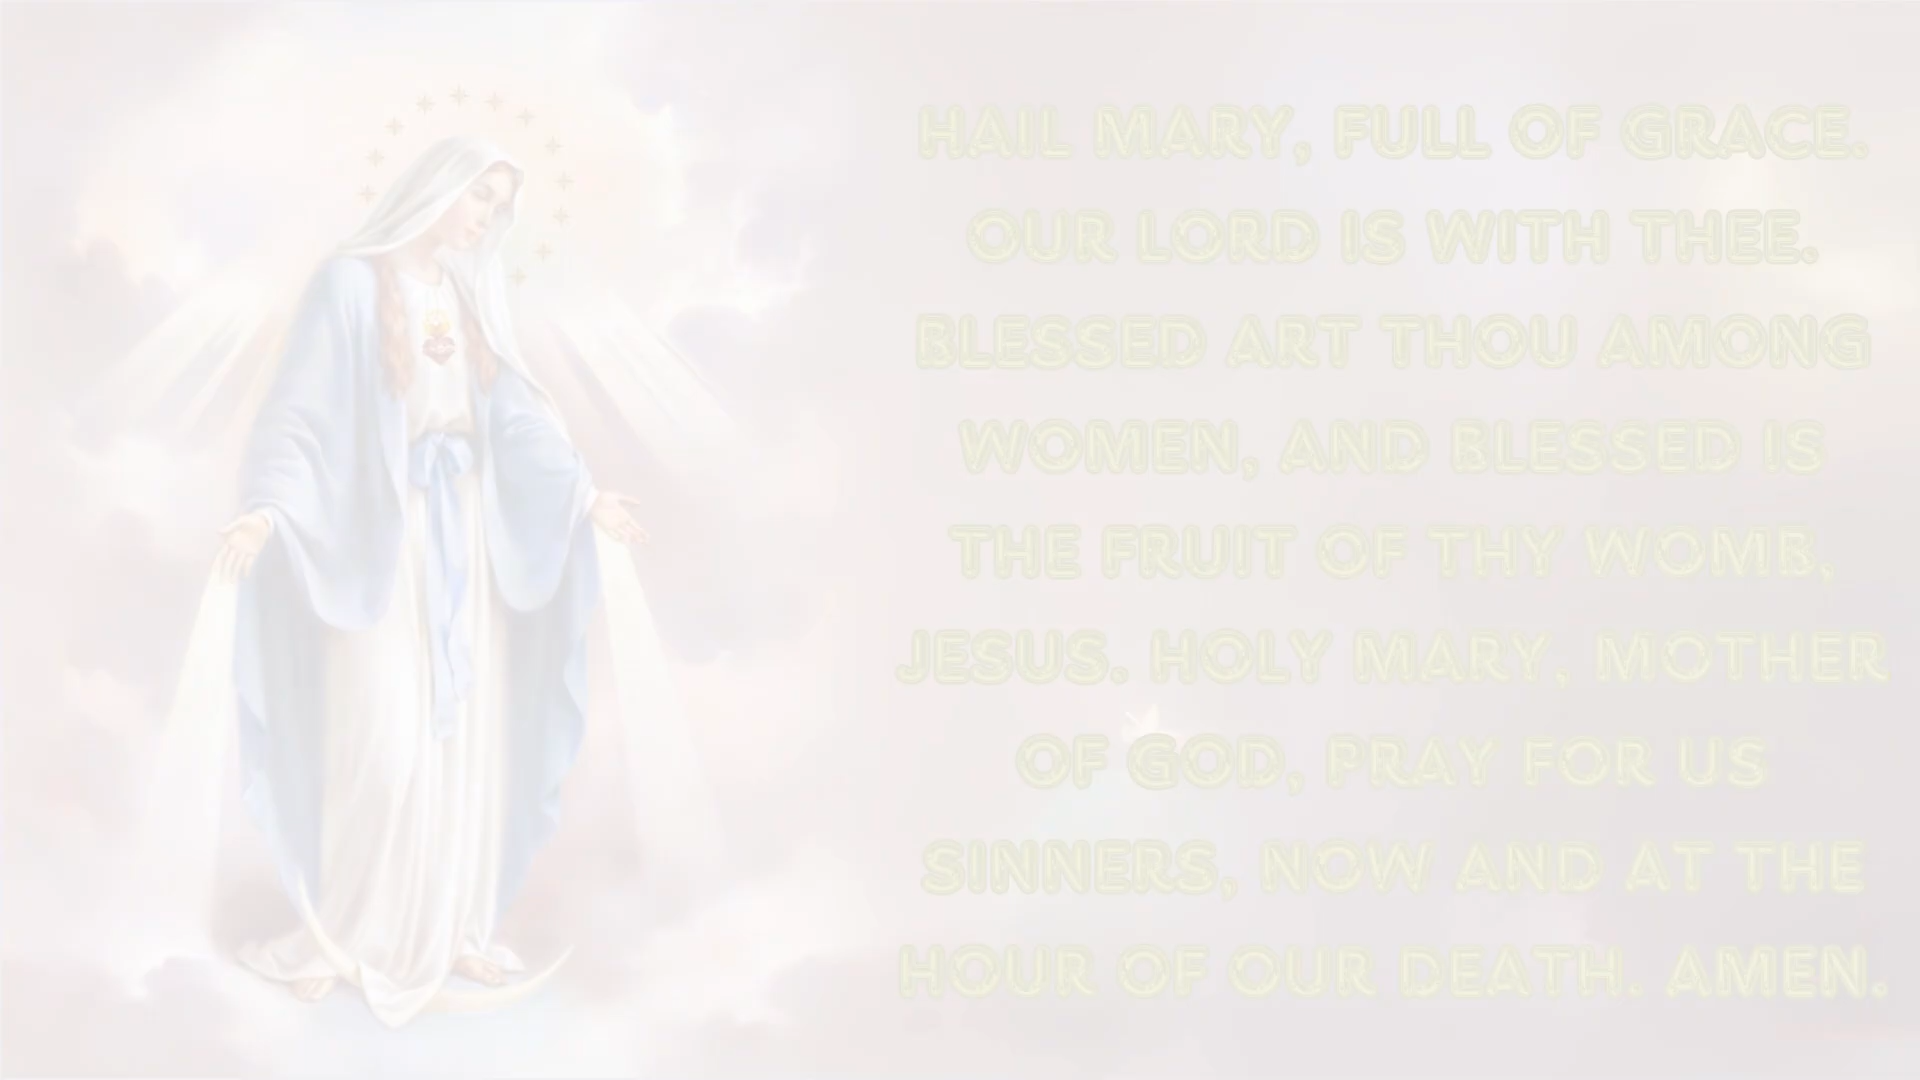 HAIL MARY, FULL OF GRACE.
OUR LORD IS WITH THEE.
BLESSED ART THOU AMONG
WOMEN, AND BLESSED IS
THE FRUIT OF THY WOMB,
JESUS. HOLY MARY, MOTHER
OF GOD, PRAY FOR US
SINNERS, NOW AND AT THE
HOUR OF OUR DEATH. AMEN.